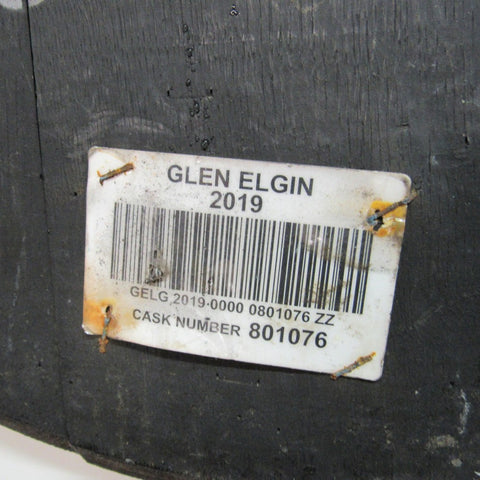 GLEN ELGIN
2019
GELG 2019-0000 0801076 ZZ
CASK NUMBER 801076